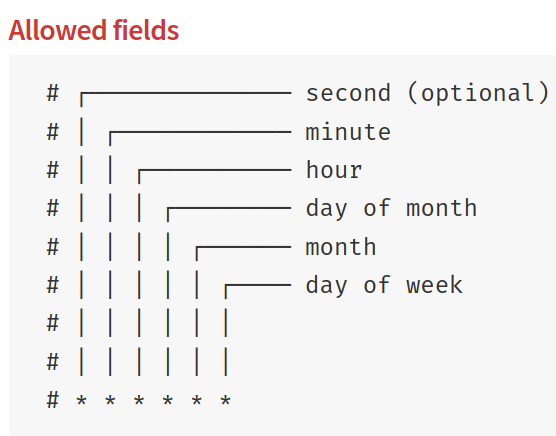 Allowed fields
# ┌────────────── second (optional)
# │ ┌──────────── minute
# │ │ ┌────────── hour
# │ │ │ ┌──────── day of month
# │ │ │ │ ┌────── month
# │ │ │ │ │ ┌──── day of week
# │ │ │ │ │ │
# │ │ │ │ │ │
# * * * * * *